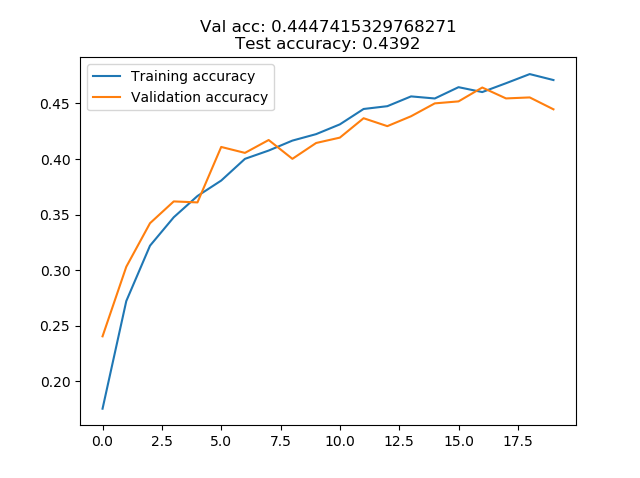 Val acc: 0.4447415329768271
Test accuracy: 0.4392
Training accuracy
Validation accuracy
0.45
0.40
0.35
0.30
0.25
0.20
0.0 2.5 5.0 7.5 10.0 12.5 15.0 17.5